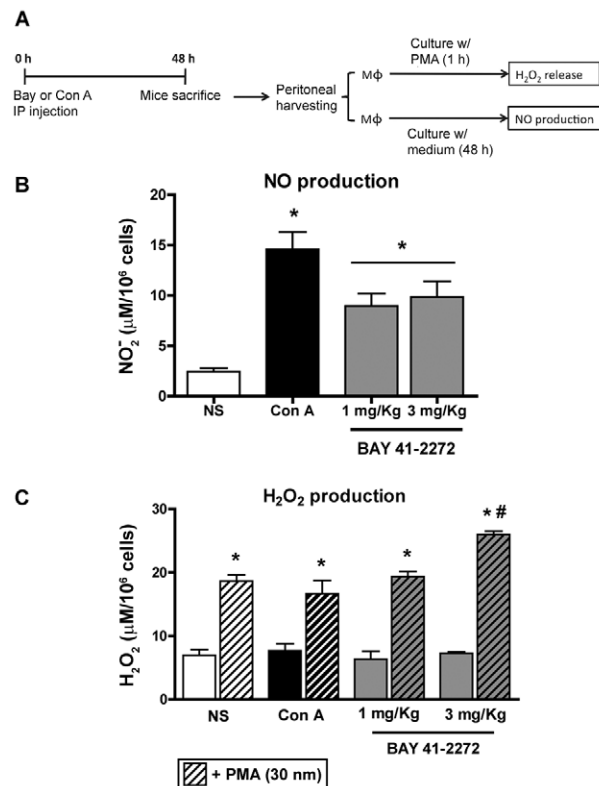 A
0 h
48 h
Bay or Con A
IP injection
Mice sacrifice
Peritoneal
harvesting
Mϕ
Culture w/
PMA (1 h)
H₂O₂ release
Mϕ
Culture w/
medium (48 h)
NO production
B
NO production
NO₂⁻ (µM/10⁶ cells)
20
15
10
5
0
*
*
NS
Con A
1 mg/Kg
3 mg/Kg
BAY 41-2272
C
H₂O₂ production
H₂O₂ (µM/10⁶ cells)
30
20
10
0
*
*
*
* #
NS
Con A
1 mg/Kg
3 mg/Kg
BAY 41-2272
+ PMA (30 nm)